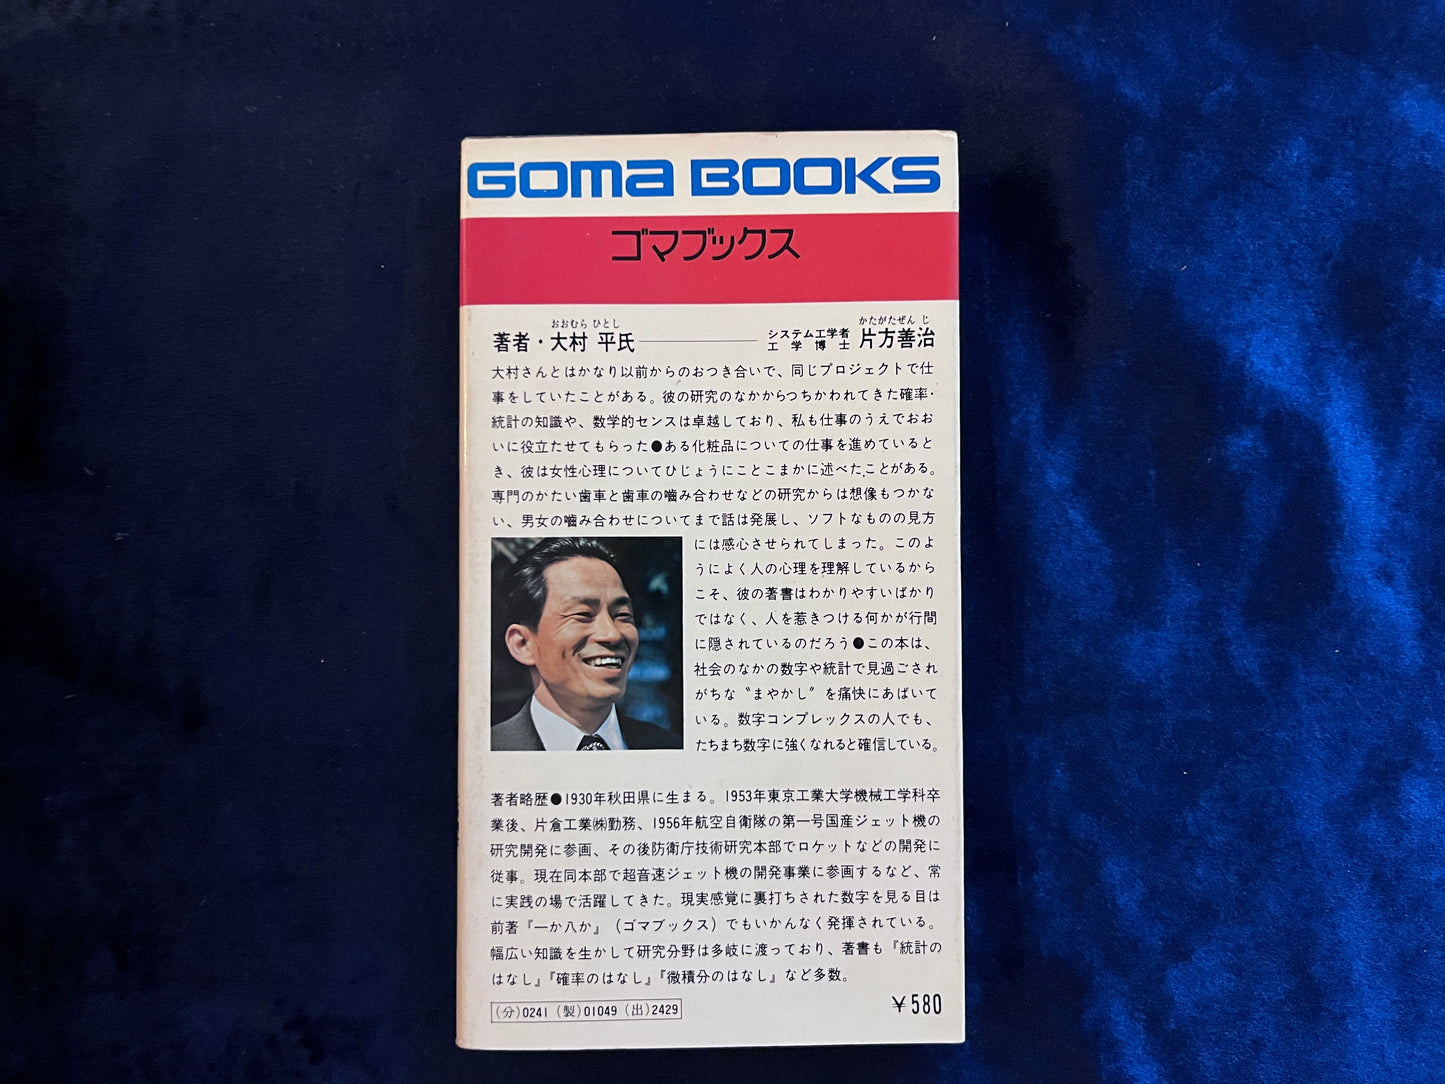 GOMA BOOKS
ゴマブックス
おおむら ひとし
著者・大村 平氏
かたがたぜん じ
システム工学者
工学博士 片方善治
大村さんとはかなり以前からのおつき合いで、同じプロジェクトで仕
事をしていたことがある。彼の研究のなかからつちかわれてきた確率・
統計の知識や、数学的センスは卓越しており、私も仕事のうえでおお
いに役立たせてもらった●ある化粧品についての仕事を進めていると
き、彼は女性心理についてひじょうにことこまかに述べたことがある。
専門のかたい歯車と歯車の嚙み合わせなどの研究からは想像もつかな
い、男女の嚙み合わせについてまで話は発展し、ソフトなものの見方
には感心させられてしまった。このよ
うによく人の心理を理解しているから
こそ、彼の著書はわかりやすいばかり
ではなく、人を惹きつける何かが行間
に隠されているのだろう●この本は、
社会のなかの数字や統計で見過ごされ
がちな〝まやかし〟を痛快にあばいて
いる。数字コンプレックスの人でも、
たちまち数字に強くなれると確信している。
著者略歴●1930年秋田県に生まる。1953年東京工業大学機械工学科卒
業後、片倉工業㈱勤務、1956年航空自衛隊の第一号国産ジェット機の
研究開発に参画、その後防衛庁技術研究本部でロケットなどの開発に
従事。現在同本部で超音速ジェット機の開発事業に参画するなど、常
に実践の場で活躍してきた。現実感覚に裏打ちされた数字を見る目は
前著『一か八か』（ゴマブックス）でもいかんなく発揮されている。
幅広い知識を生かして研究分野は多岐に渡っており、著書も『統計の
はなし』『確率のはなし』『微積分のはなし』など多数。
(分)0241 (製)01049 (出)2429
￥580